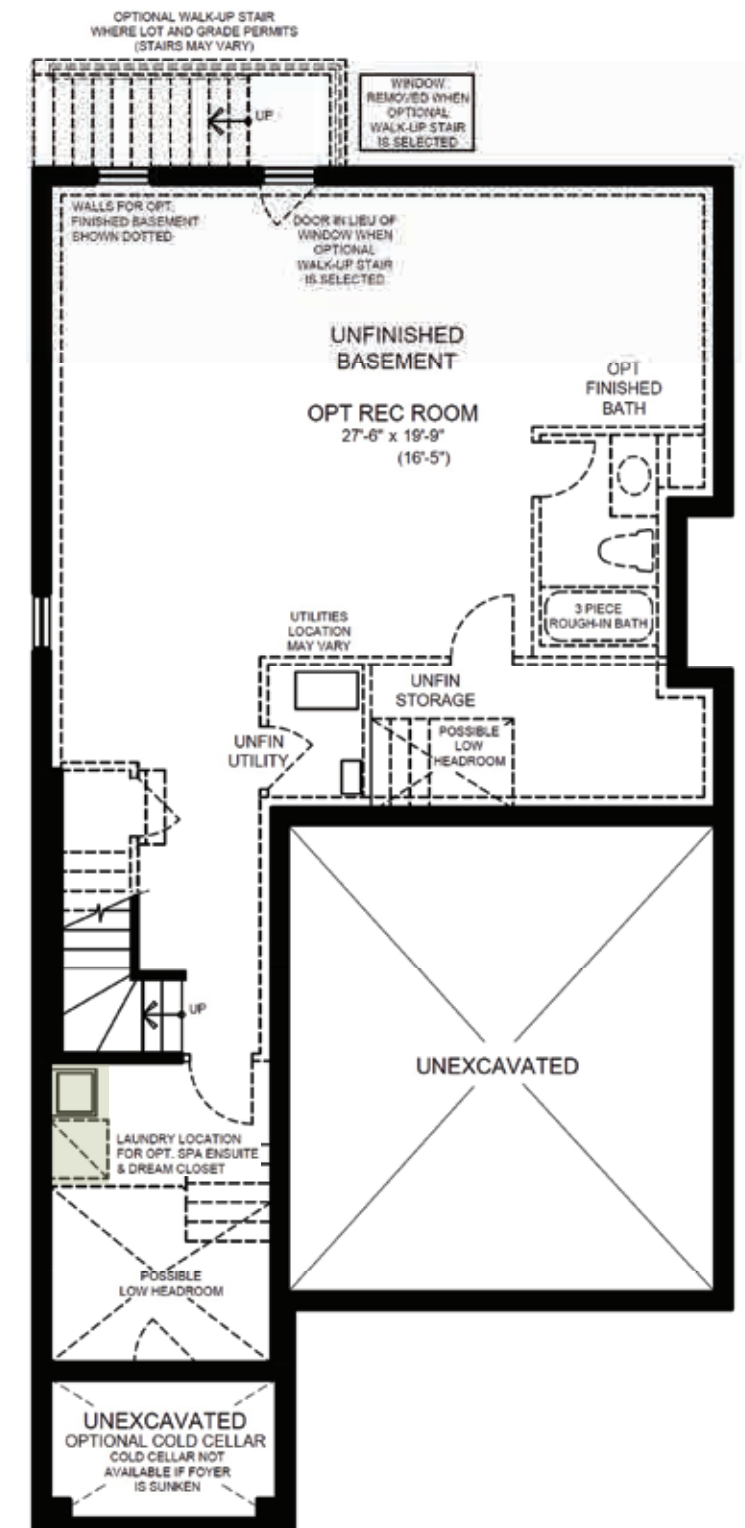 OPTIONAL WALK-UP STAIR
WHERE LOT AND GRADE PERMITS
(STAIRS MAY VARY)
UP
WINDOW
REMOVED WHEN
OPTIONAL
WALK-UP STAIR
IS SELECTED
WALLS FOR OPT.
FINISHED BASEMENT
SHOWN DOTTED
DOOR IN LIEU OF
WINDOW WHEN
OPTIONAL
WALK-UP STAIR
IS SELECTED
UNFINISHED
BASEMENT
OPT REC ROOM
27'-6" x 19'-9"
(16'-5")
OPT
FINISHED
BATH
3 PIECE
ROUGH-IN BATH
UTILITIES
LOCATION
MAY VARY
UNFIN
STORAGE
POSSIBLE
LOW
HEADROOM
UNFIN
UTILITY
UP
UNEXCAVATED
LAUNDRY LOCATION
FOR OPT. SPA ENSUITE
& DREAM CLOSET
POSSIBLE
LOW HEADROOM
UNEXCAVATED
OPTIONAL COLD CELLAR
COLD CELLAR NOT
AVAILABLE IF FOYER
IS SUNKEN